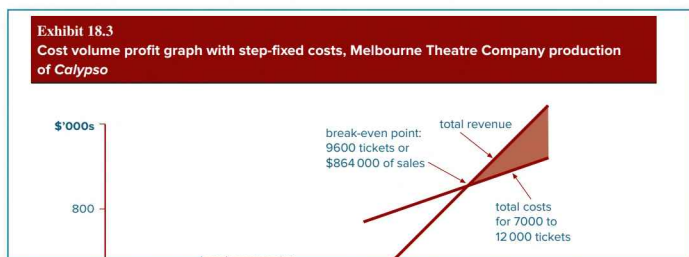 Exhibit 18.3
Cost volume profit graph with step-fixed costs, Melbourne Theatre Company production
of Calypso
$'000s
break-even point:
9600 tickets or
$864 000 of sales
total revenue
800
total costs
for 7000 to
12 000 tickets